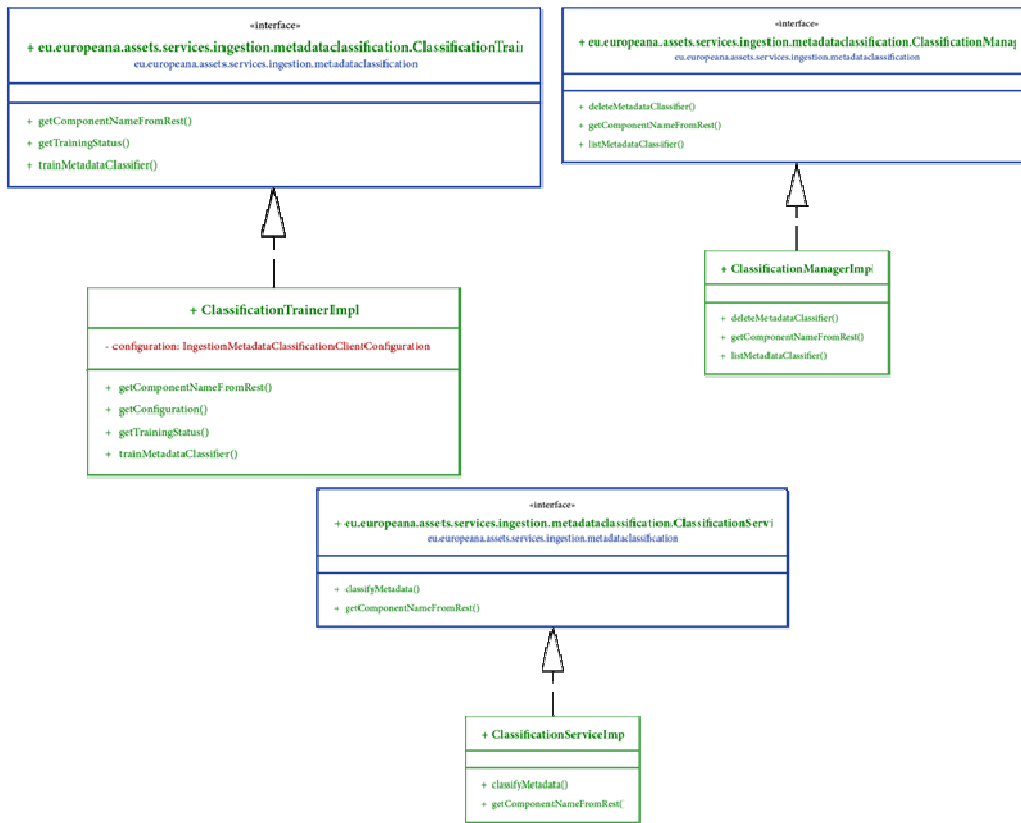 «interface»
+ eu.europeana.assets.services.ingestion.metadataclassification.ClassificationTrai
eu.europeana.assets.services.ingestion.metadataclassification
+ getComponentNameFromRest()
+ getTrainingStatus()
+ trainMetadataClassifier()
«interface»
+ eu.europeana.assets.services.ingestion.metadataclassification.ClassificationManag
eu.europeana.assets.services.ingestion.metadataclassification
+ deleteMetadataClassifier()
+ getComponentNameFromRest()
+ listMetadataClassifier()
+ ClassificationTrainerImpl
- configuration: IngestionMetadataClassificationClientConfiguration
+ getComponentNameFromRest()
+ getConfiguration()
+ getTrainingStatus()
+ trainMetadataClassifier()
+ ClassificationManagerImpl
+ deleteMetadataClassifier()
+ getComponentNameFromRest()
+ listMetadataClassifier()
«interface»
+ eu.europeana.assets.services.ingestion.metadataclassification.ClassificationServi
eu.europeana.assets.services.ingestion.metadataclassification
+ classifyMetadata()
+ getComponentNameFromRest()
+ ClassificationServiceImp
+ classifyMetadata()
+ getComponentNameFromRest(